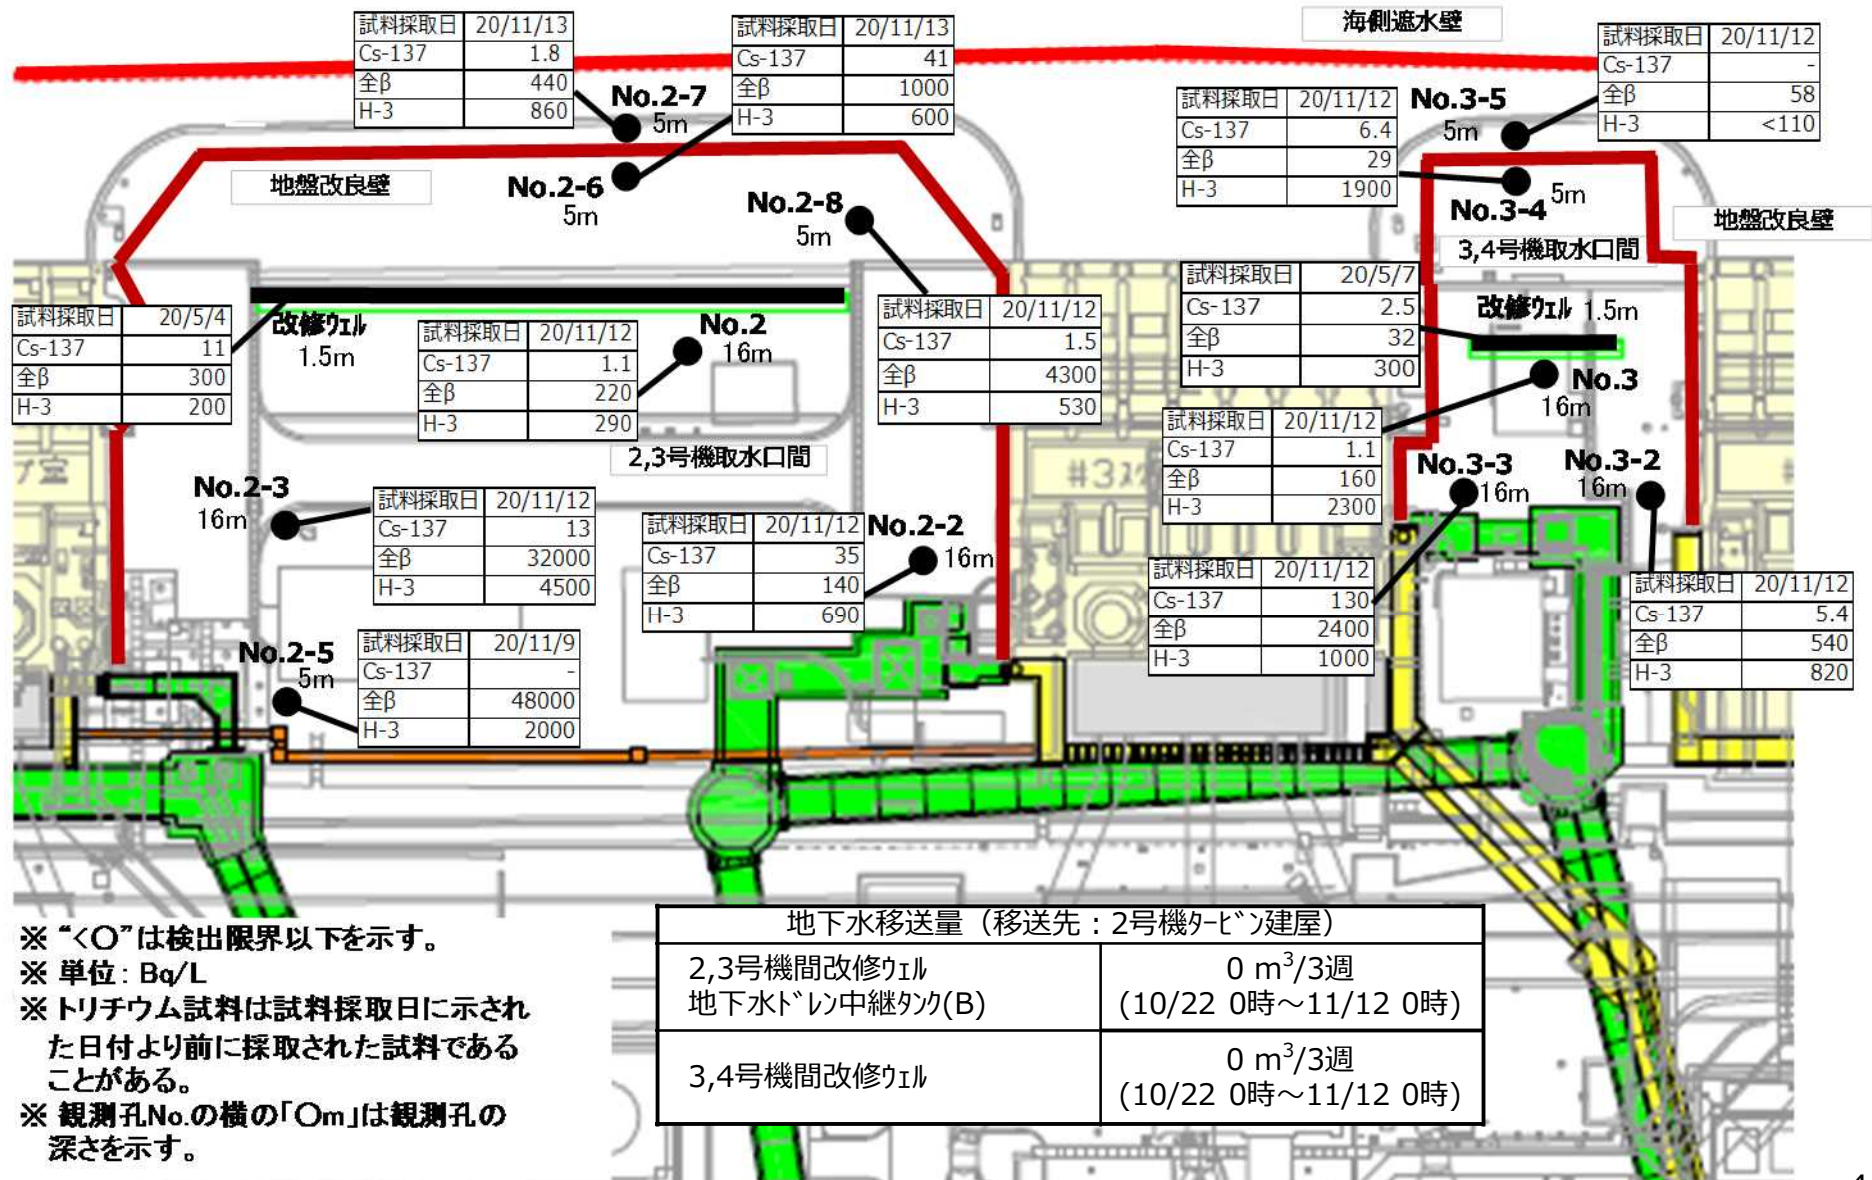 海側遮水壁
試料採取日 20/11/13
Cs-137 1.8
全β 440
H-3 860
No.2-7
5m
試料採取日 20/11/13
Cs-137 41
全β 1000
H-3 600
No.2-6
5m
地盤改良壁
No.2-8
5m
試料採取日 20/11/12
Cs-137 1.5
全β 4300
H-3 530
試料採取日 20/5/4
Cs-137 11
全β 300
H-3 200
改修ウェル
1.5m
試料採取日 20/11/12
Cs-137 1.1
全β 220
H-3 290
No.2
16m
2,3号機取水口間
No.2-3
16m
試料採取日 20/11/12
Cs-137 13
全β 32000
H-3 4500
試料採取日 20/11/12
Cs-137 35
全β 140
H-3 690
No.2-2
16m
No.2-5
5m
試料採取日 20/11/9
Cs-137 -
全β 48000
H-3 2000
試料採取日 20/11/12
Cs-137 -
全β 58
H-3 <110
No.3-5
5m
試料採取日 20/11/12
Cs-137 6.4
全β 29
H-3 1900
No.3-4
5m
地盤改良壁
3,4号機取水口間
試料採取日 20/5/7
Cs-137 2.5
全β 32
H-3 300
改修ウェル 1.5m
No.3
16m
試料採取日 20/11/12
Cs-137 1.1
全β 160
H-3 2300
No.3-3
16m
No.3-2
16m
試料採取日 20/11/12
Cs-137 130
全β 2400
H-3 1000
試料採取日 20/11/12
Cs-137 5.4
全β 540
H-3 820
#3ｽｸ
プ室
※ “<〇”は検出限界以下を示す。
※ 単位: Bq/L
※ トリチウム試料は試料採取日に示され
た日付より前に採取された試料である
ことがある。
※ 観測孔No.の横の「〇m」は観測孔の
深さを示す。
地下水移送量（移送先：2号機ﾀｰﾋﾞﾝ建屋）
2,3号機間改修ｳｪﾙ
地下水ﾄﾞﾚﾝ中継ﾀﾝｸ(B)
0 m³/3週
(10/22 0時～11/12 0時)
3,4号機間改修ｳｪﾙ
0 m³/3週
(10/22 0時～11/12 0時)